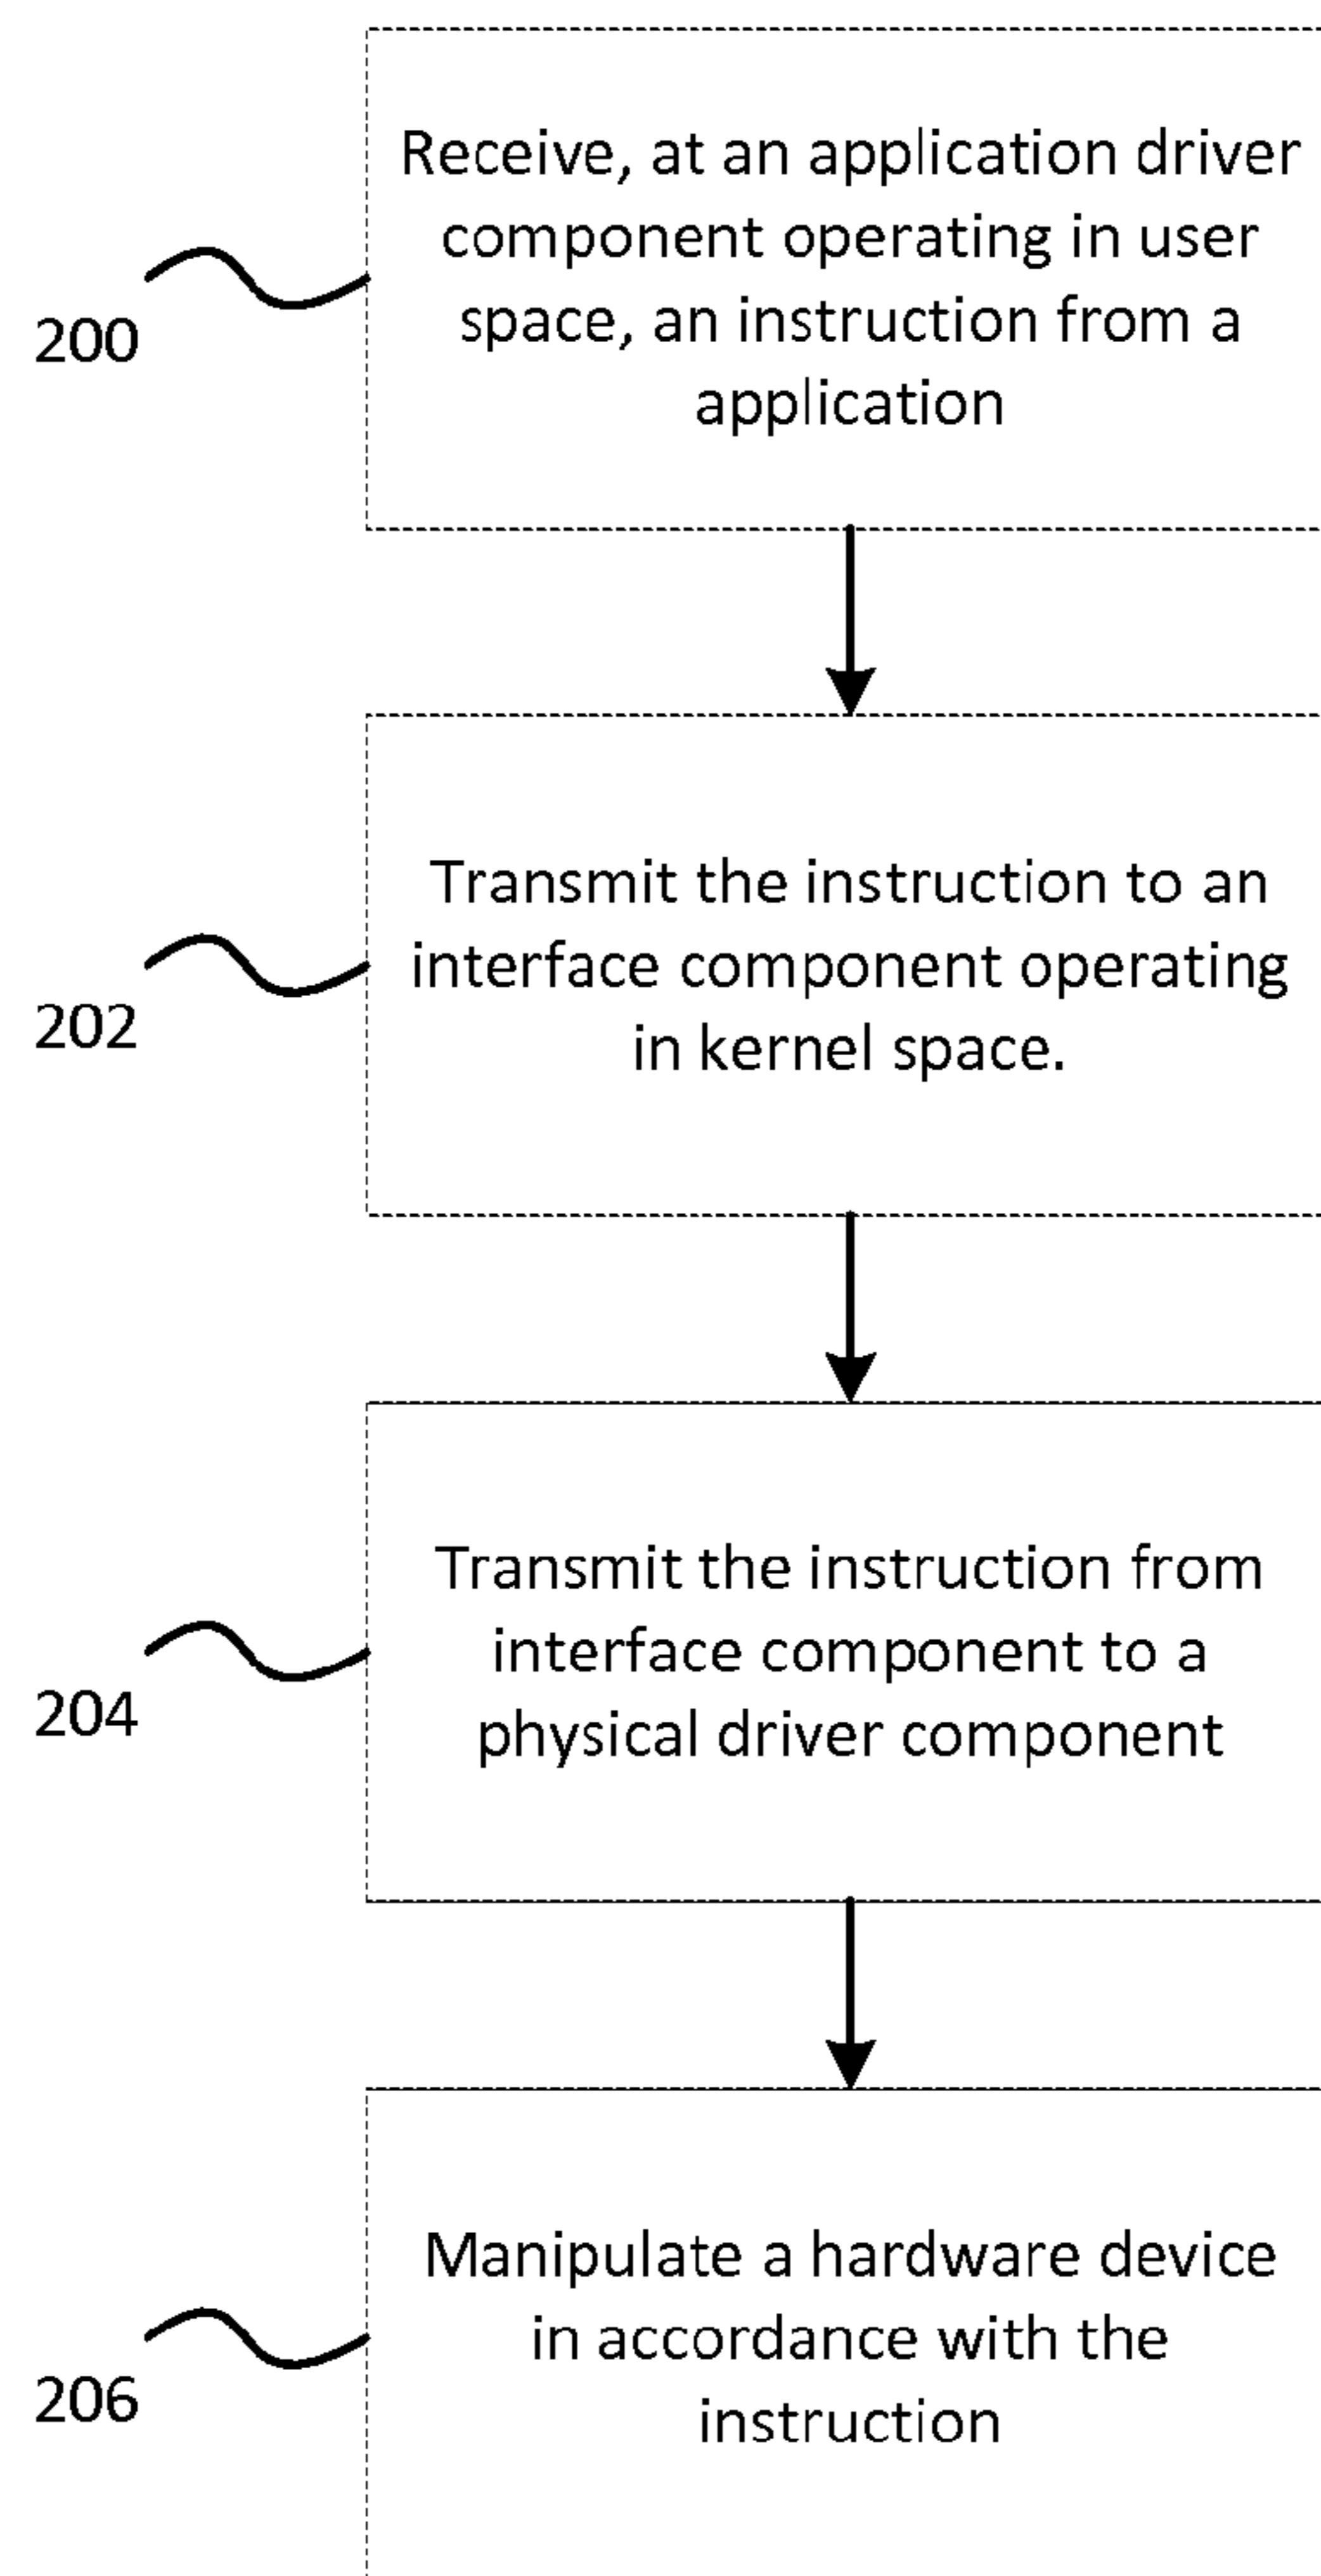 Receive, at an application driver
component operating in user
space, an instruction from a
application
200
Transmit the instruction to an
interface component operating
in kernel space.
202
Transmit the instruction from
interface component to a
physical driver component
204
Manipulate a hardware device
in accordance with the
instruction
206